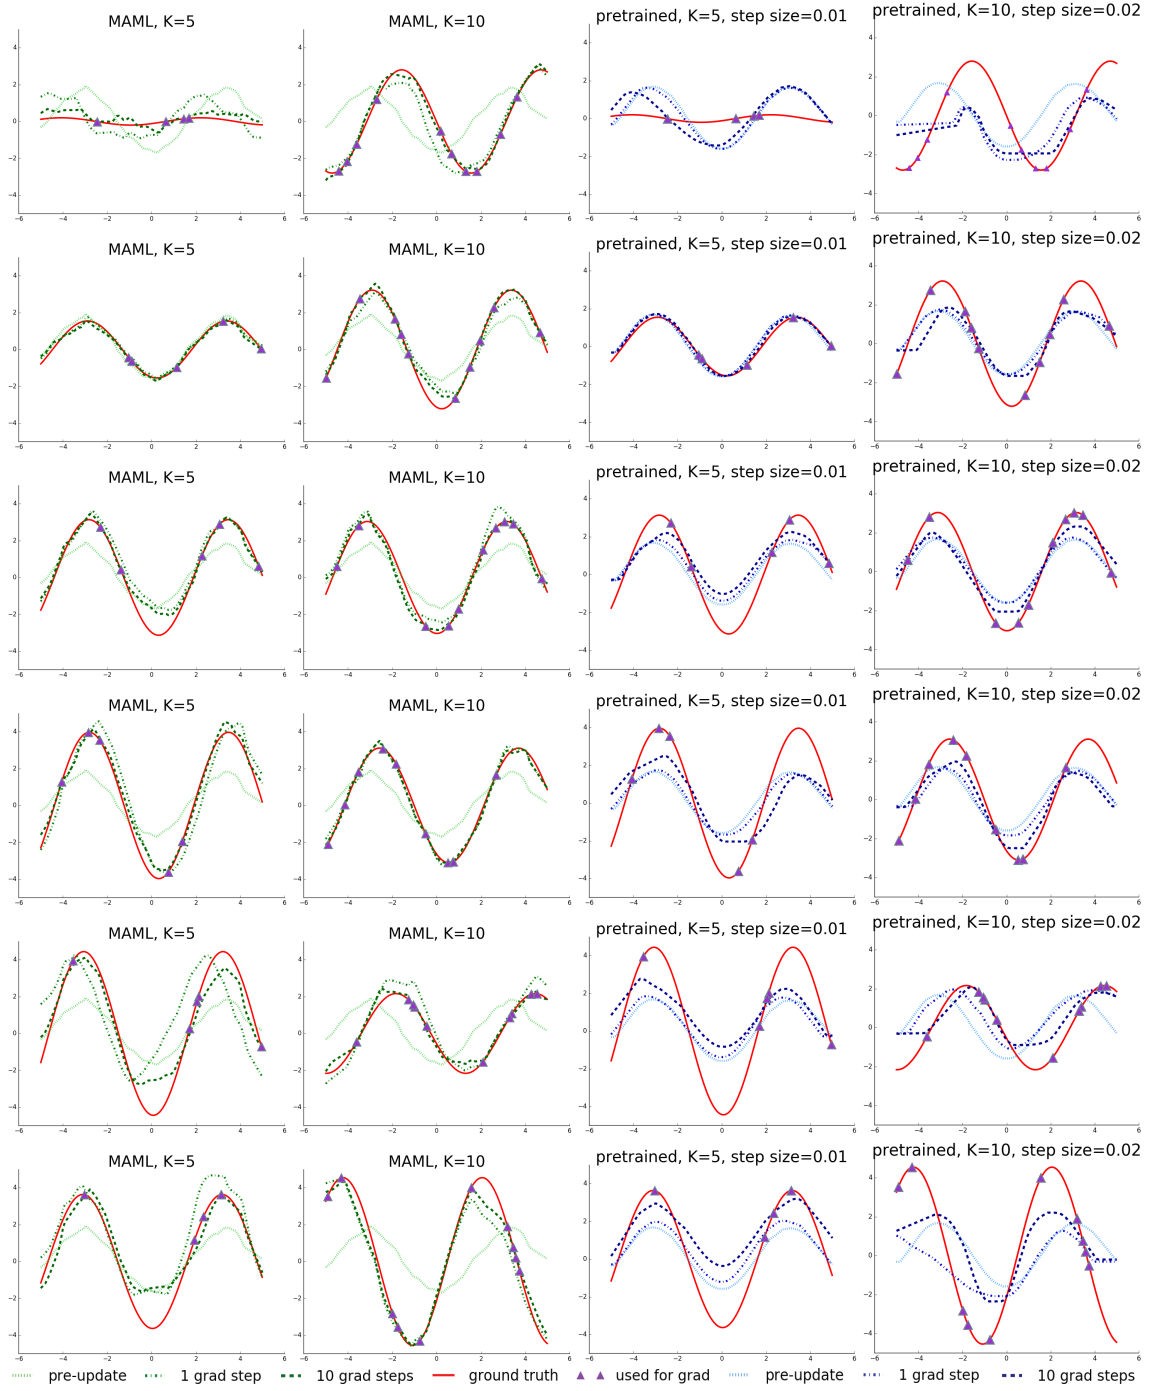 MAML, K=5
MAML, K=10
pretrained, K=5, step size=0.01
pretrained, K=10, step size=0.02
MAML, K=5
MAML, K=10
pretrained, K=5, step size=0.01
pretrained, K=10, step size=0.02
MAML, K=5
MAML, K=10
pretrained, K=5, step size=0.01
pretrained, K=10, step size=0.02
MAML, K=5
MAML, K=10
pretrained, K=5, step size=0.01
pretrained, K=10, step size=0.02
MAML, K=5
MAML, K=10
pretrained, K=5, step size=0.01
pretrained, K=10, step size=0.02
MAML, K=5
MAML, K=10
pretrained, K=5, step size=0.01
pretrained, K=10, step size=0.02
pre-update 1 grad step 10 grad steps ground truth used for grad pre-update 1 grad step 10 grad steps